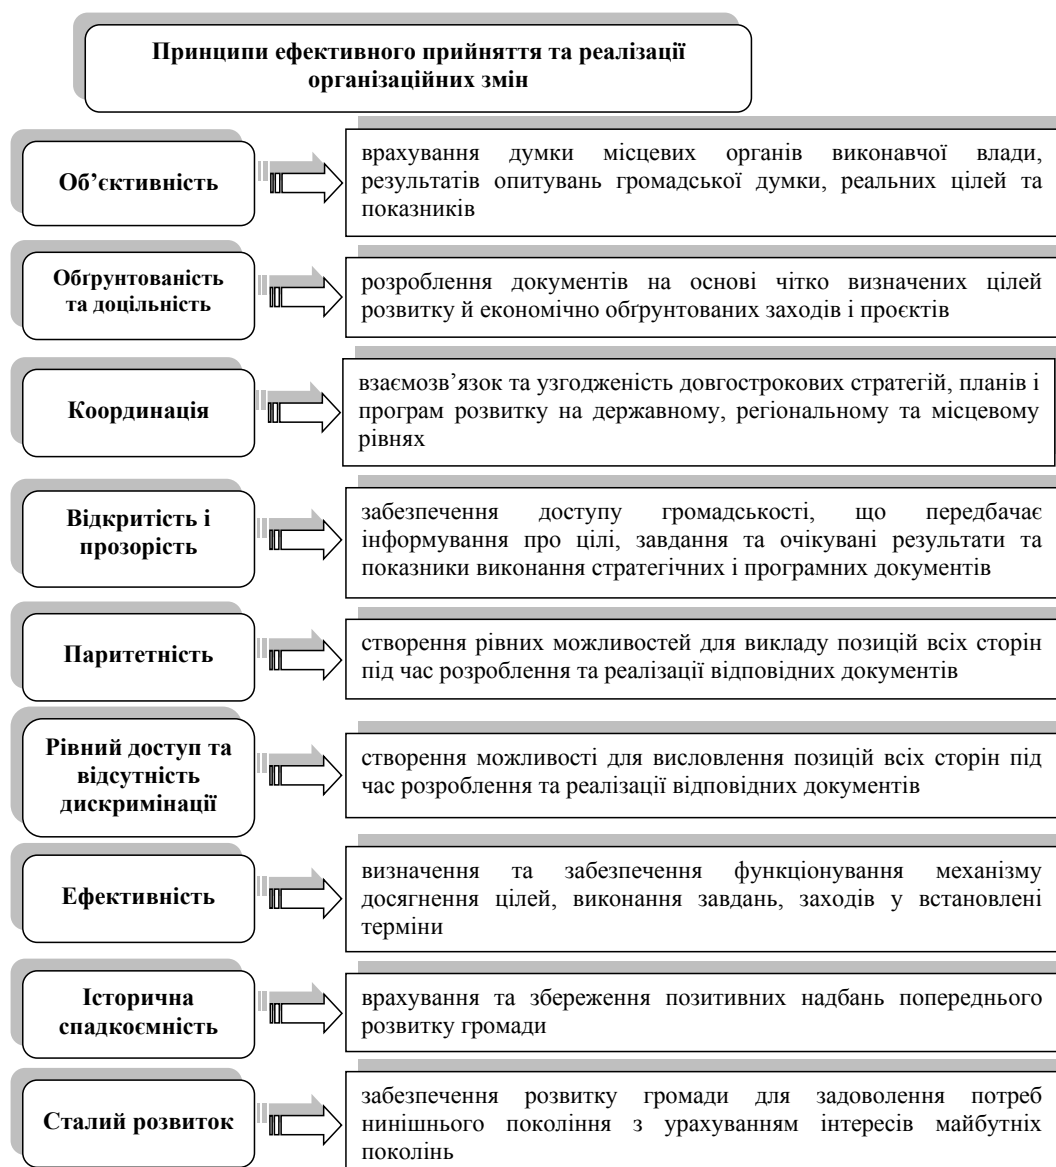 Принципи ефективного прийняття та реалізації
організаційних змін
Об’єктивність
врахування думки місцевих органів виконавчої влади,
результатів опитувань громадської думки, реальних цілей та
показників
Обґрунтованість
та доцільність
розроблення документів на основі чітко визначених цілей
розвитку й економічно обґрунтованих заходів і проєктів
Координація
взаємозв’язок та узгодженість довгострокових стратегій, планів і
програм розвитку на державному, регіональному та місцевому
рівнях
Відкритість і
прозорість
забезпечення доступу громадськості, що передбачає
інформування про цілі, завдання та очікувані результати та
показники виконання стратегічних і програмних документів
Паритетність
створення рівних можливостей для викладу позицій всіх сторін
під час розроблення та реалізації відповідних документів
Рівний доступ та
відсутність
дискримінації
створення можливості для висловлення позицій всіх сторін під
час розроблення та реалізації відповідних документів
Ефективність
визначення та забезпечення функціонування механізму
досягнення цілей, виконання завдань, заходів у встановлені
терміни
Історична
спадкоємність
врахування та збереження позитивних надбань попереднього
розвитку громади
Сталий розвиток
забезпечення розвитку громади для задоволення потреб
нинішнього покоління з урахуванням інтересів майбутніх
поколінь